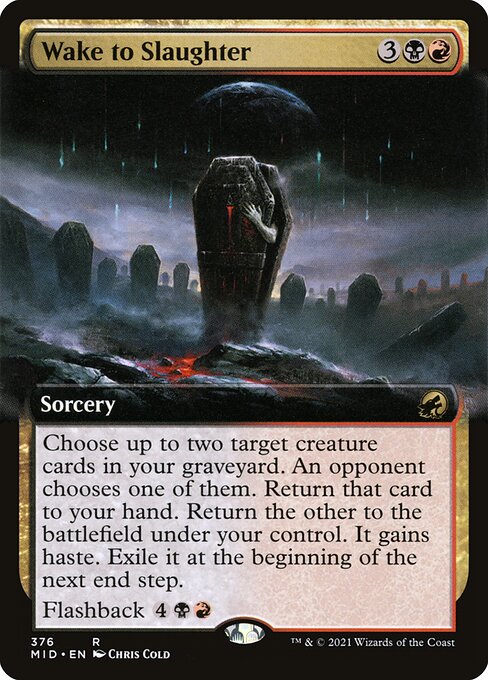 Wake to Slaughter 3
Sorcery
Choose up to two target creature
cards in your graveyard. An opponent
chooses one of them. Return that card
to your hand. Return the other to the
battlefield under your control. It gains
haste. Exile it at the beginning of the
next end step.
Flashback 4
376 R
MID • EN Chris Cold ™ & © 2021 Wizards of the Coast